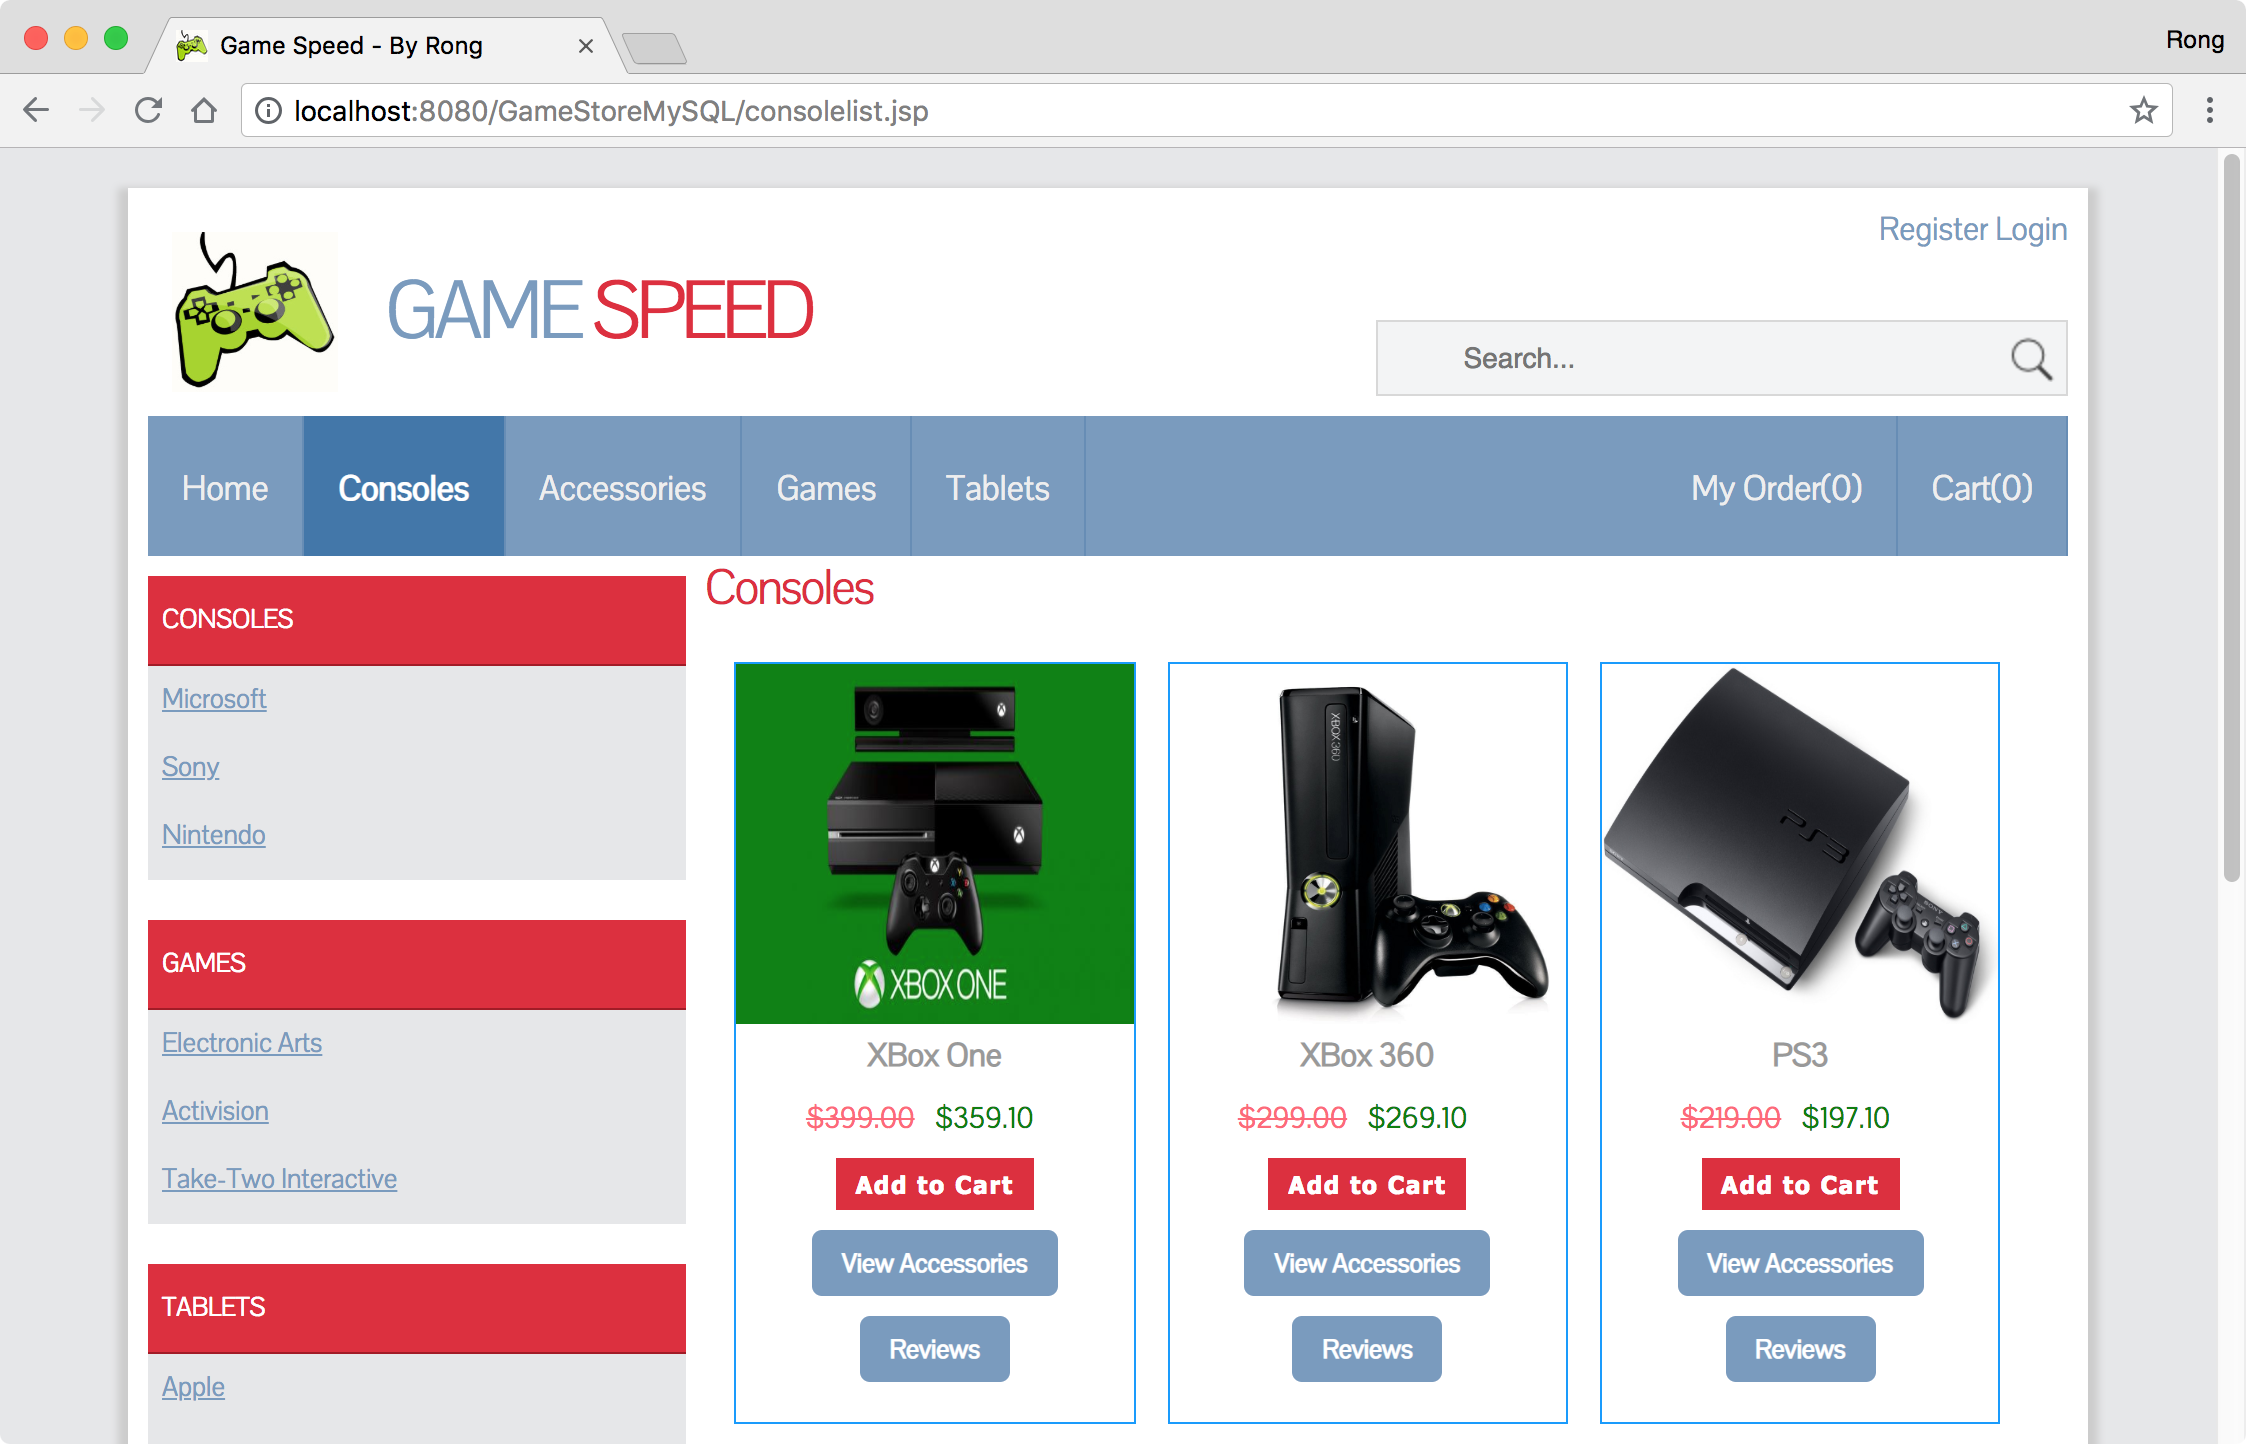 Game Speed - By Rong
Rong
localhost:8080/GameStoreMySQL/consolelist.jsp
Register Login
GAME SPEED
Search...
Home Consoles Accessories Games Tablets My Order(0) Cart(0)
CONSOLES
Microsoft
Sony
Nintendo
GAMES
Electronic Arts
Activision
Take-Two Interactive
TABLETS
Apple
Consoles
XBOX ONE
XBox One
$399.00 $359.10
Add to Cart
View Accessories
Reviews
XBOX 360
XBox 360
$299.00 $269.10
Add to Cart
View Accessories
Reviews
PS3
SONY
PS3
$219.00 $197.10
Add to Cart
View Accessories
Reviews